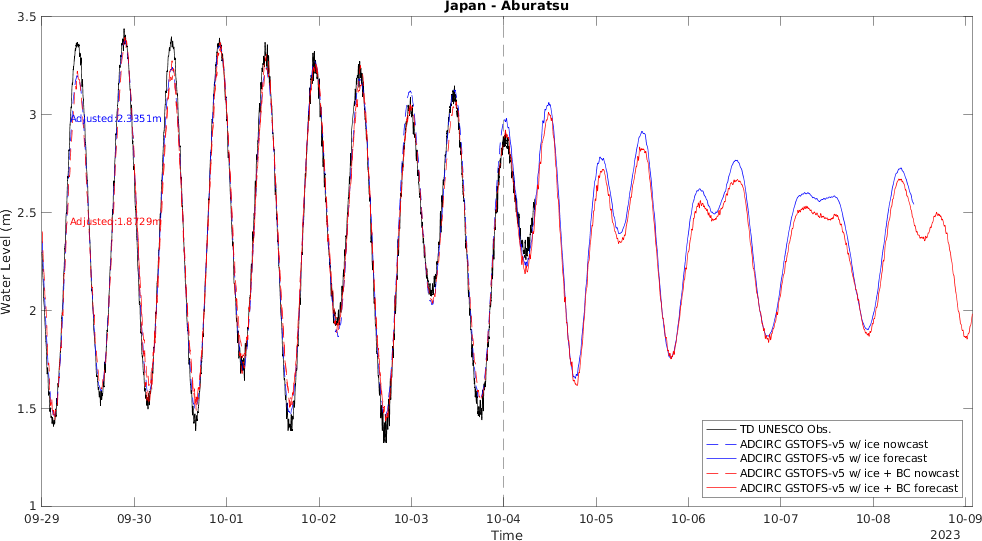 Japan - Aburatsu
3.5
3
2.5
2
1.5
1
Water Level (m)
Adjusted:2.3351m
Adjusted:1.8729m
TD UNESCO Obs.
ADCIRC GSTOFS-v5 w/ ice nowcast
ADCIRC GSTOFS-v5 w/ ice forecast
ADCIRC GSTOFS-v5 w/ ice + BC nowcast
ADCIRC GSTOFS-v5 w/ ice + BC forecast
09-29 09-30 10-01 10-02 10-03 10-04 10-05 10-06 10-07 10-08 10-09
Time
2023